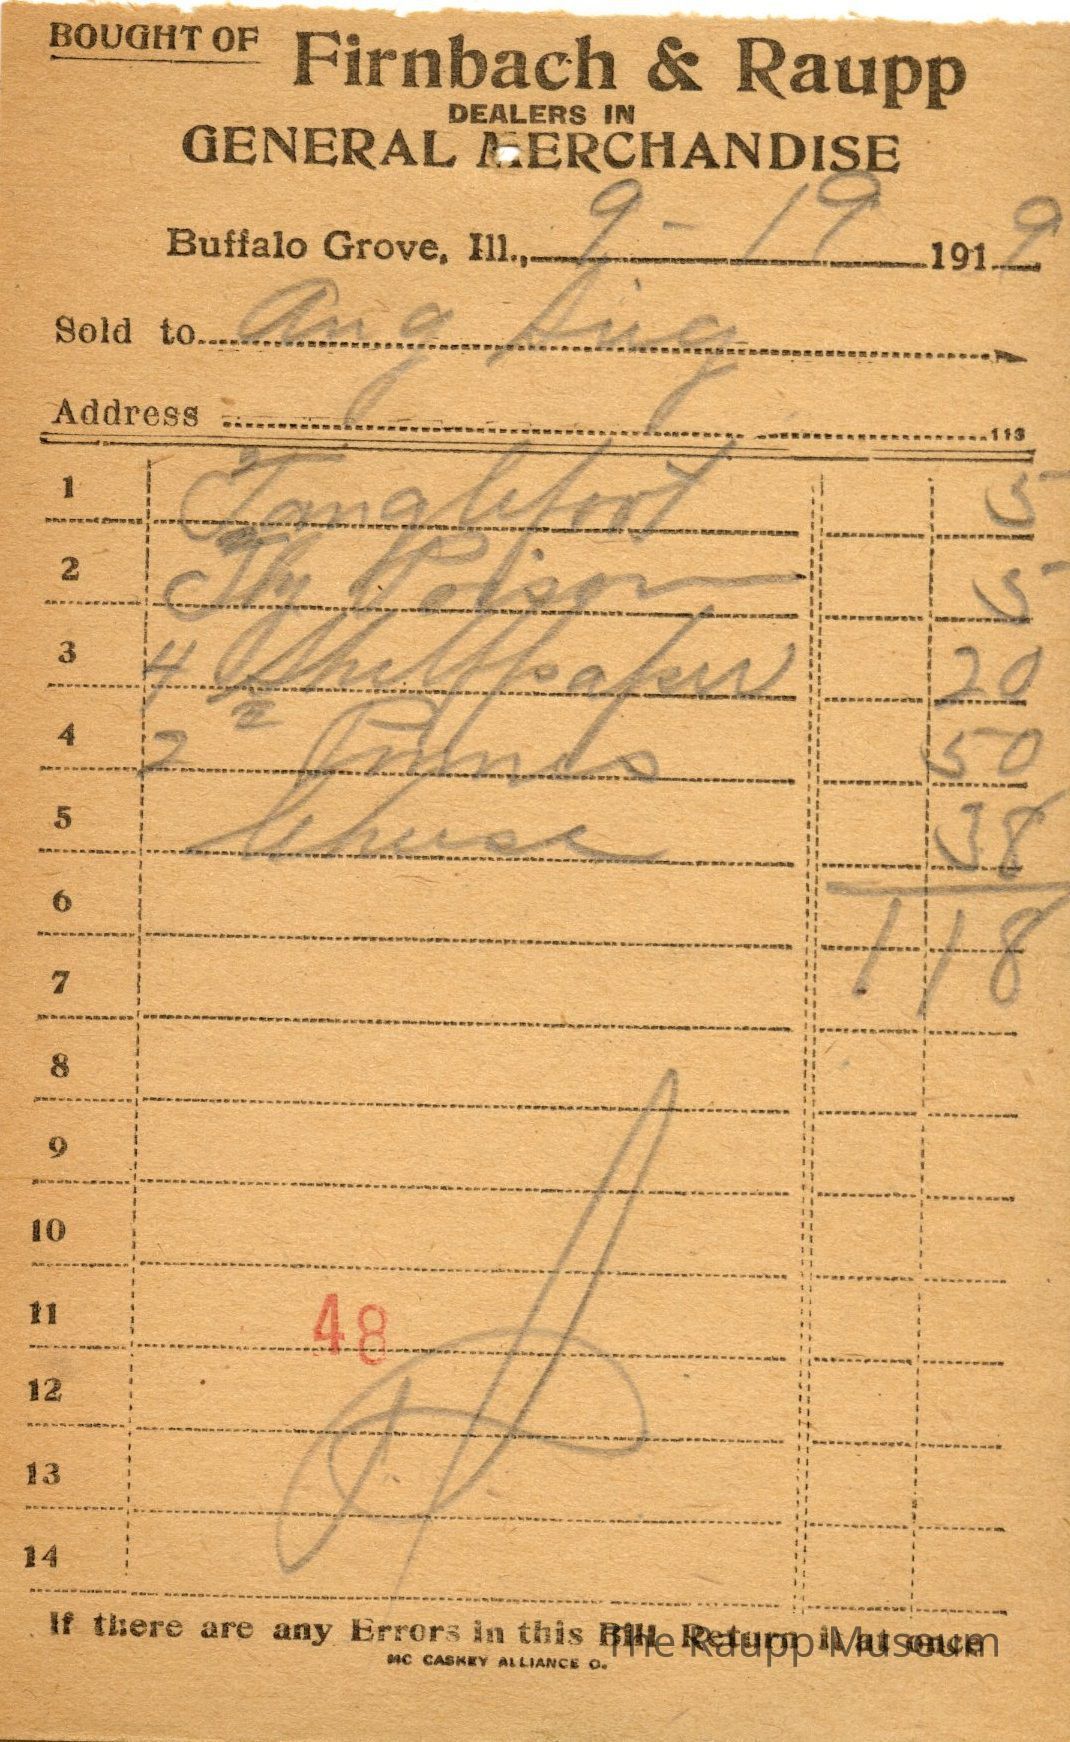 BOUGHT OF Firnbach & Raupp
DEALERS IN
GENERAL MERCHANDISE
Buffalo Grove, Ill., 9-19 1919
Sold to Aug
Address
113
1 Tanglefoot 5
2 Fly Poison 5
3 4 Shelfpaper 20
4 2 Prunes 50
5 38
6 118
7
8
9
10
11 48
12
13
14
If there are any Errors in this Bill Return it at once
MC CASKEY ALLIANCE O.
The Raupp Museum